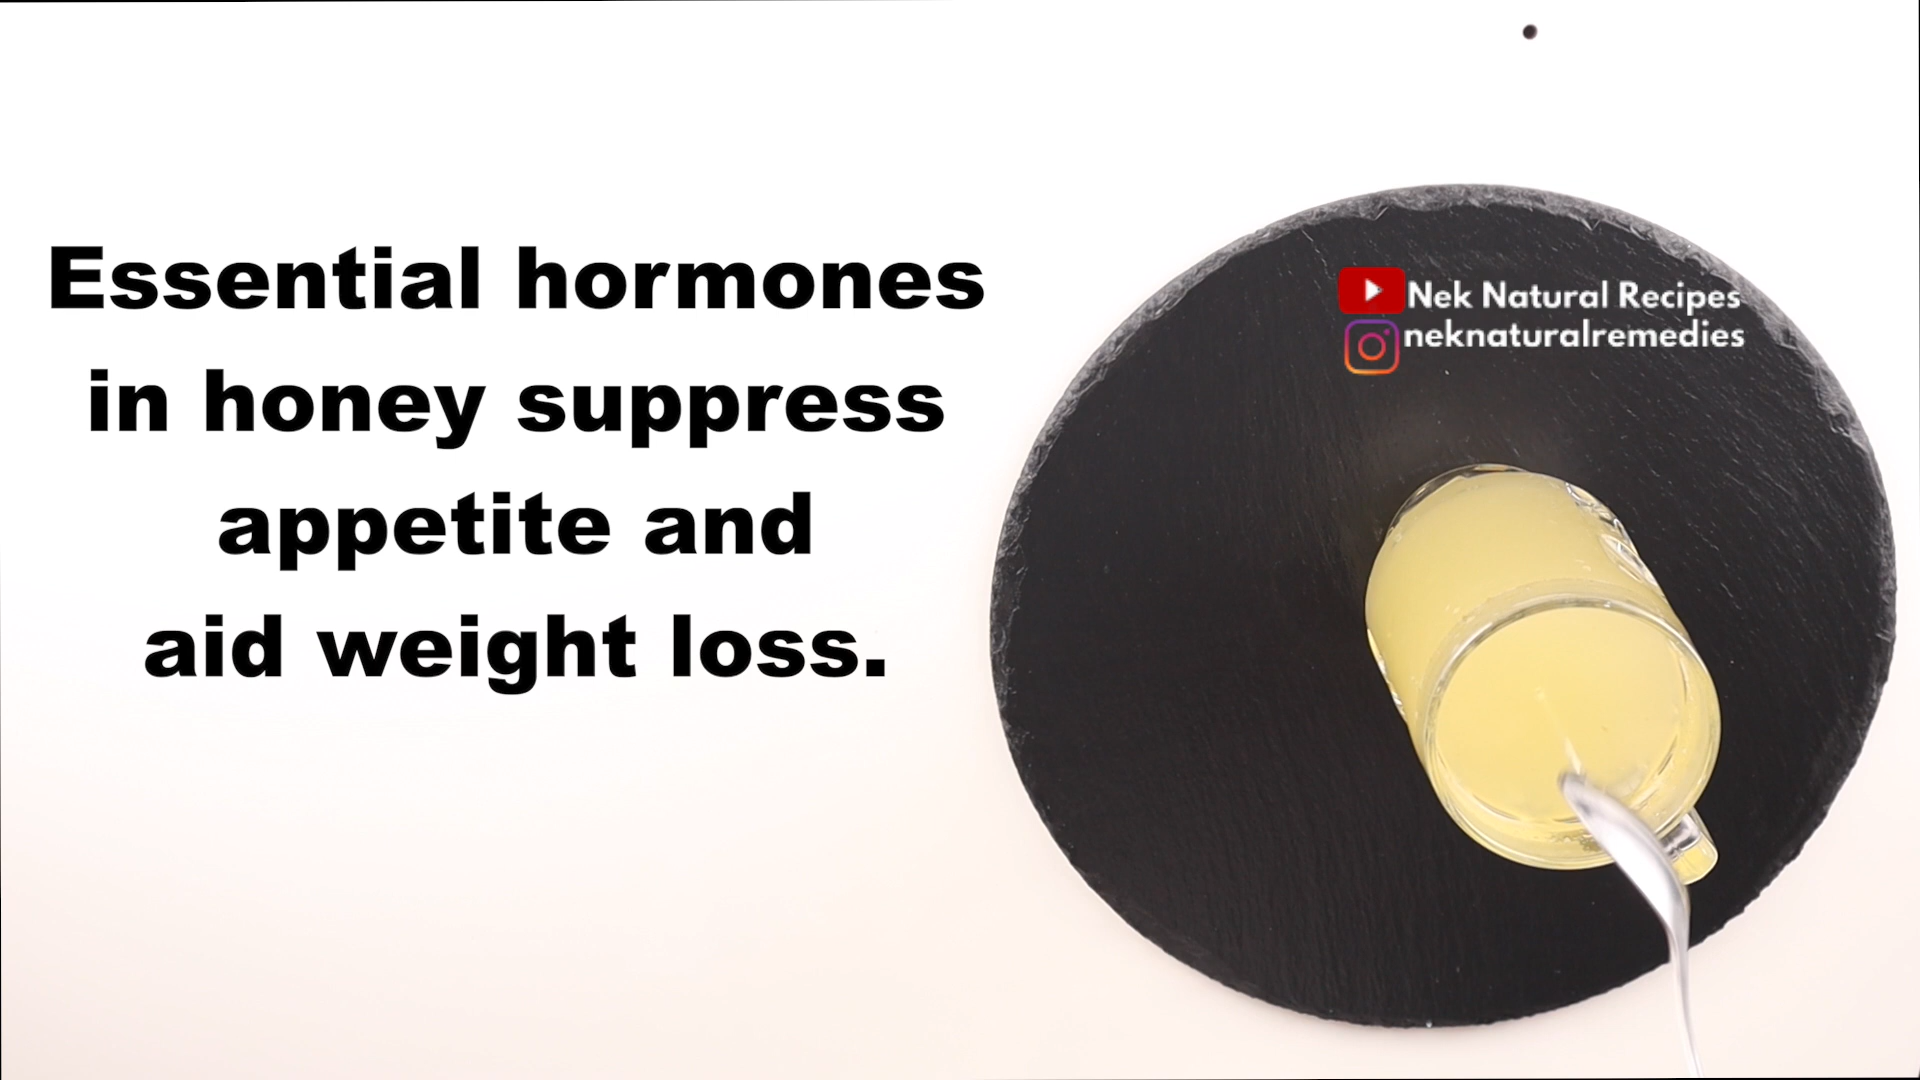 Essential hormones
in honey suppress
appetite and
aid weight loss.
Nek Natural Recipes
neknaturalremedies